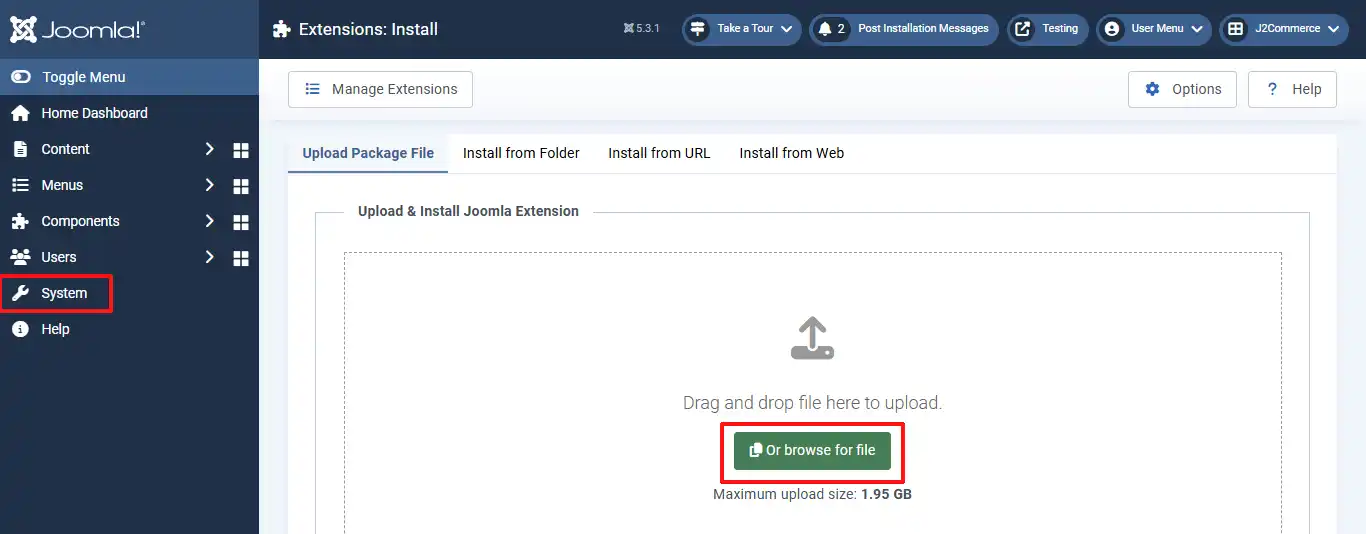 Joomla!
Extensions: Install
5.3.1
Take a Tour
2 Post Installation Messages
Testing
User Menu
J2Commerce
Toggle Menu
Home Dashboard
Content
Menus
Components
Users
System
Help
Manage Extensions
Options
? Help
Upload Package File
Install from Folder
Install from URL
Install from Web
Upload & Install Joomla Extension
Drag and drop file here to upload.
Or browse for file
Maximum upload size: 1.95 GB